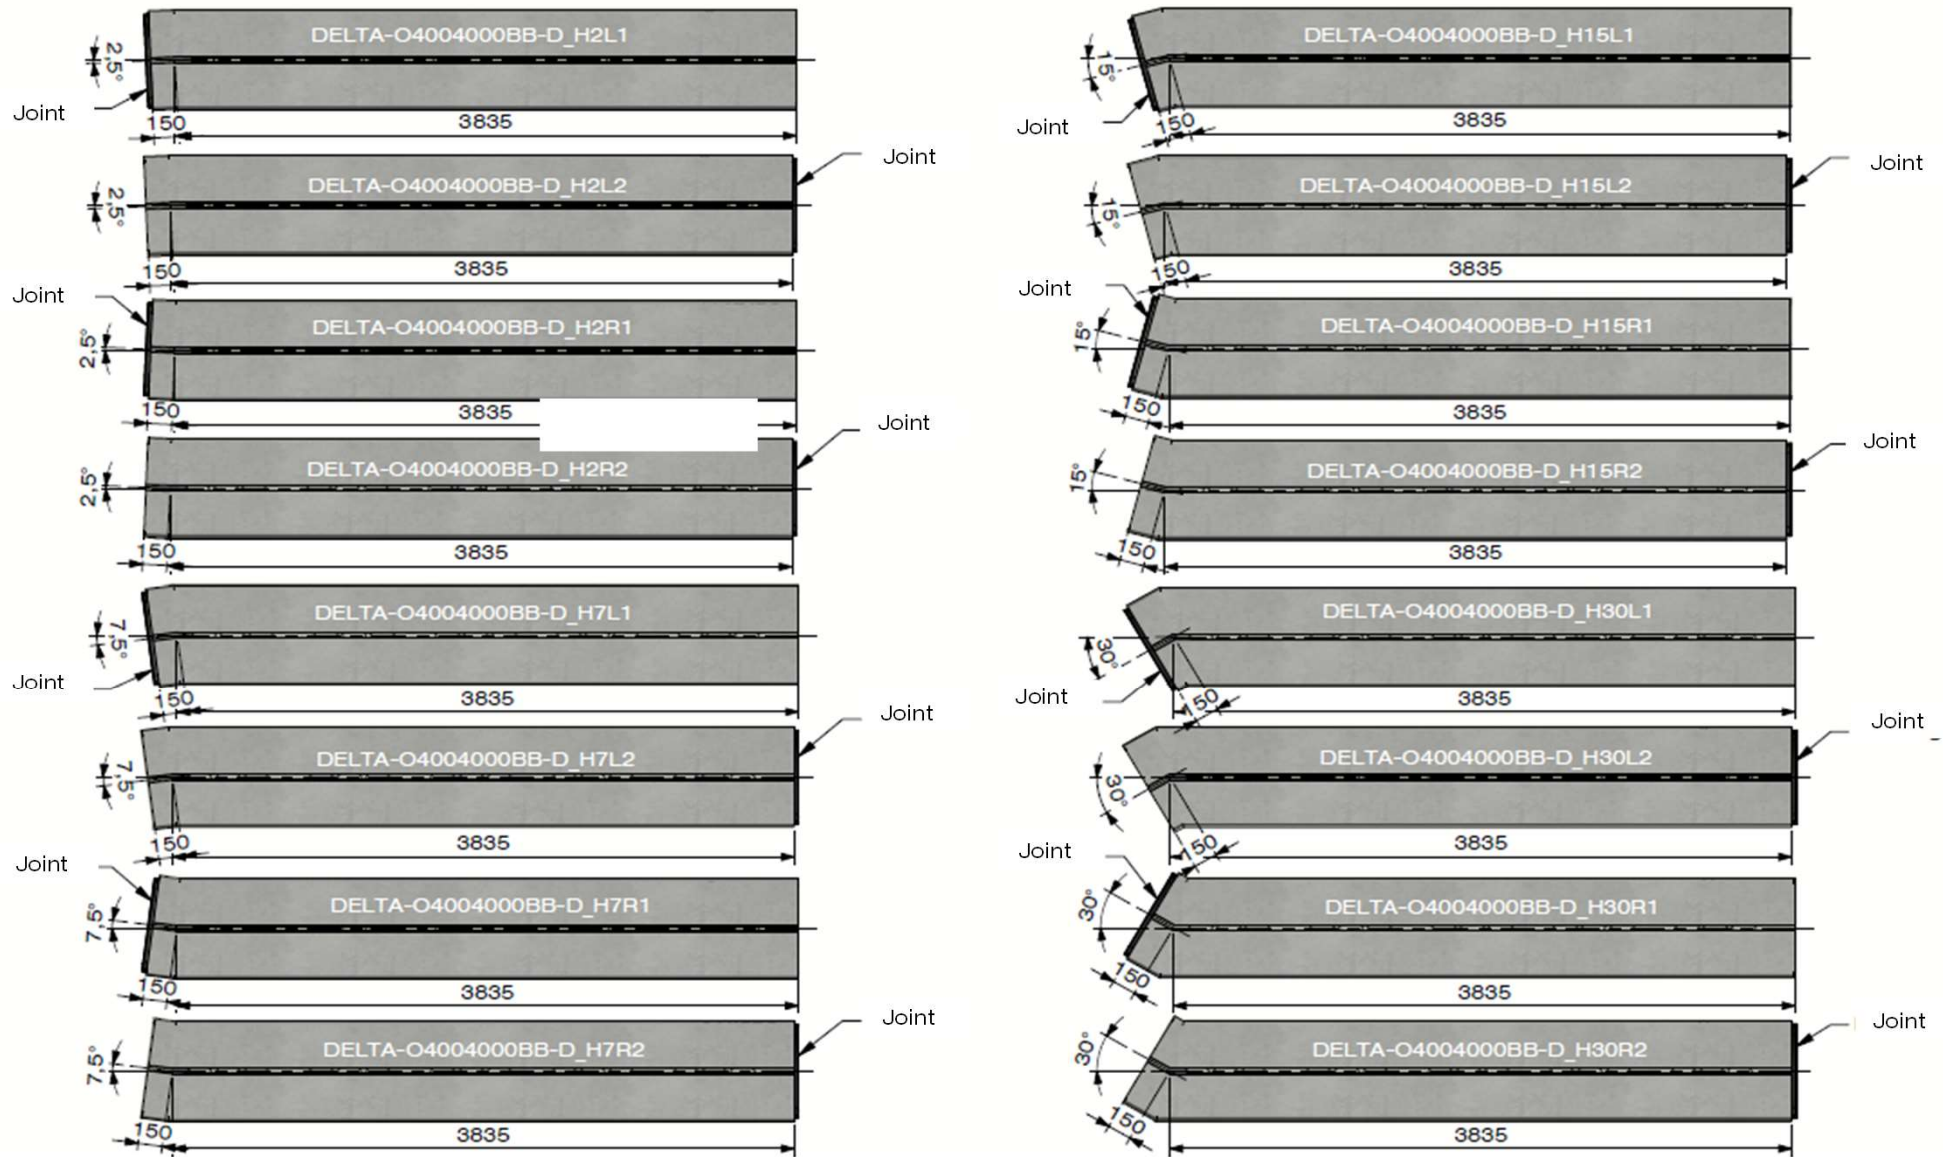 DELTA-O4004000BB-D_H2L1
2,5°
Joint
150
3835
Joint
DELTA-O4004000BB-D_H2L2
2,5°
150
3835
Joint
DELTA-O4004000BB-D_H2R1
2,5°
150
3835
Joint
DELTA-O4004000BB-D_H2R2
2,5°
150
3835
DELTA-O4004000BB-D_H7L1
7,5°
Joint
150
3835
Joint
DELTA-O4004000BB-D_H7L2
7,5°
150
3835
Joint
DELTA-O4004000BB-D_H7R1
7,5°
150
3835
Joint
DELTA-O4004000BB-D_H7R2
7,5°
150
3835
DELTA-O4004000BB-D_H15L1
15°
Joint
150
3835
Joint
DELTA-O4004000BB-D_H15L2
15°
150
3835
Joint
DELTA-O4004000BB-D_H15R1
15°
150
3835
Joint
DELTA-O4004000BB-D_H15R2
15°
150
3835
DELTA-O4004000BB-D_H30L1
30°
Joint
150
3835
Joint
DELTA-O4004000BB-D_H30L2
30°
150
3835
Joint
DELTA-O4004000BB-D_H30R1
30°
150
3835
Joint
DELTA-O4004000BB-D_H30R2
30°
150
3835